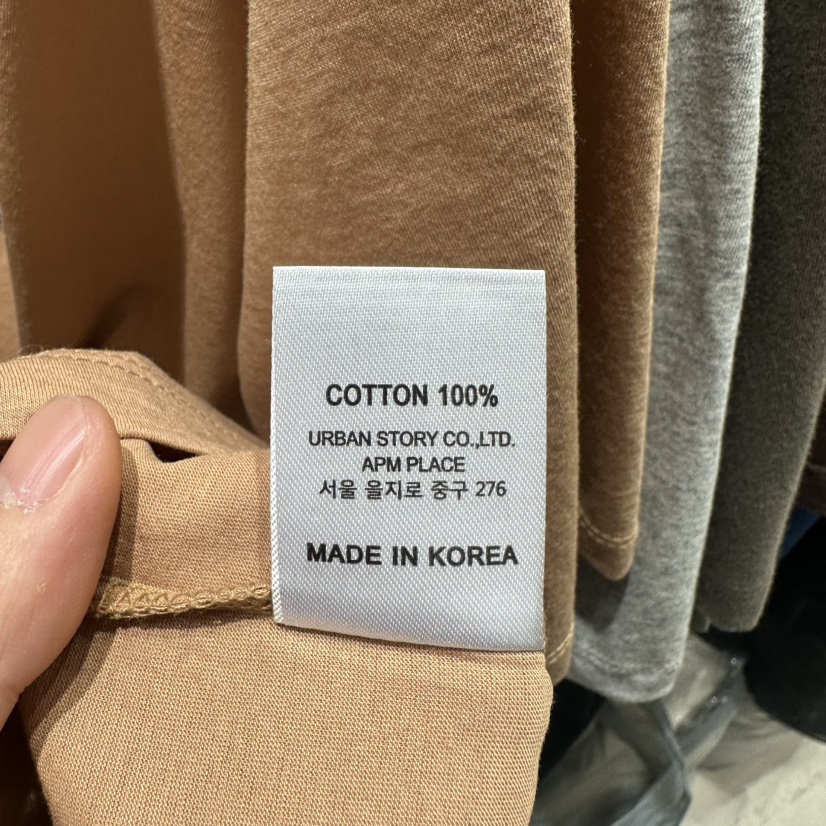 COTTON 100%
URBAN STORY CO.,LTD.
APM PLACE
서울 을지로 중구 276
MADE IN KOREA